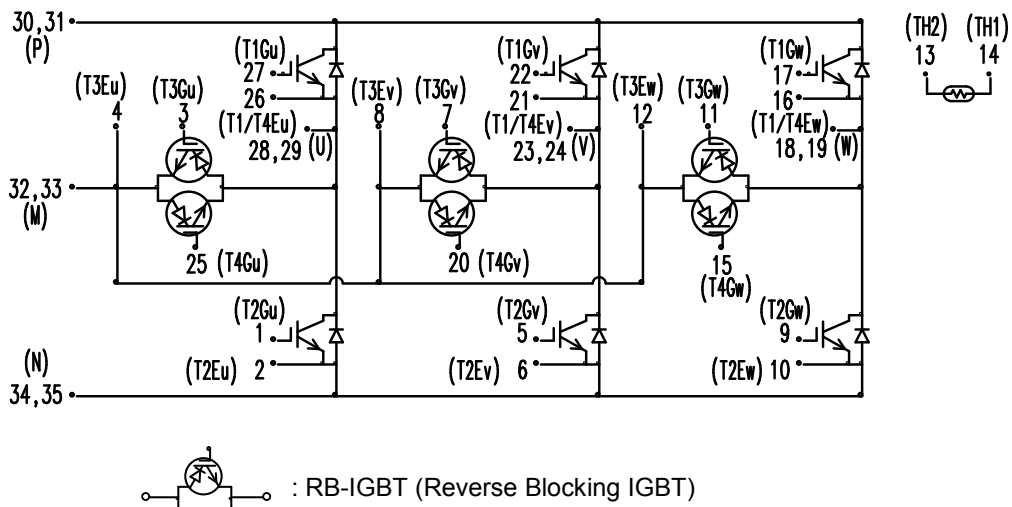 30,31
(P)
(T1Gu)
27
26
(T1Gv)
22
21
(T1Gw)
17
16
(TH2) (TH1)
13 14
(T3Eu)
4
(T3Gu)
3
(T3Ev)
8
(T3Gv)
7
(T3Ew)
12
(T3Gw)
11
(T1/T4Eu)
28,29 (U)
(T1/T4Ev)
23,24 (V)
(T1/T4Ew)
18,19 (W)
32,33
(M)
25 (T4Gu)
20 (T4Gv)
15
(T4Gw)
(T2Gu)
1
(T2Gv)
5
(T2Gw)
9
(T2Eu) 2
(T2Ev) 6
(T2Ew) 10
(N)
34,35
: RB-IGBT (Reverse Blocking IGBT)